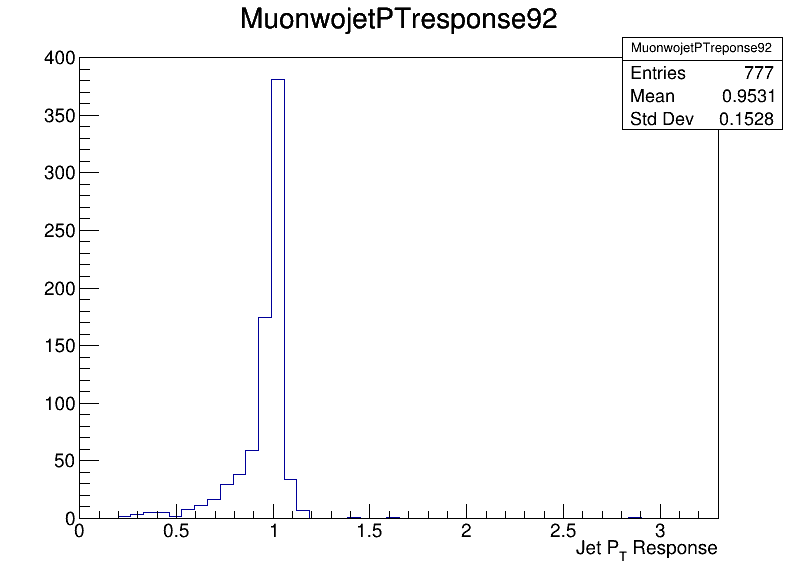 MuonwojetPTresponse92
MuonwojetPTreponse92
Entries 777
Mean 0.9531
Std Dev 0.1528
400
350
300
250
200
150
100
50
0
0 0.5 1 1.5 2 2.5 3
Jet P_T Response